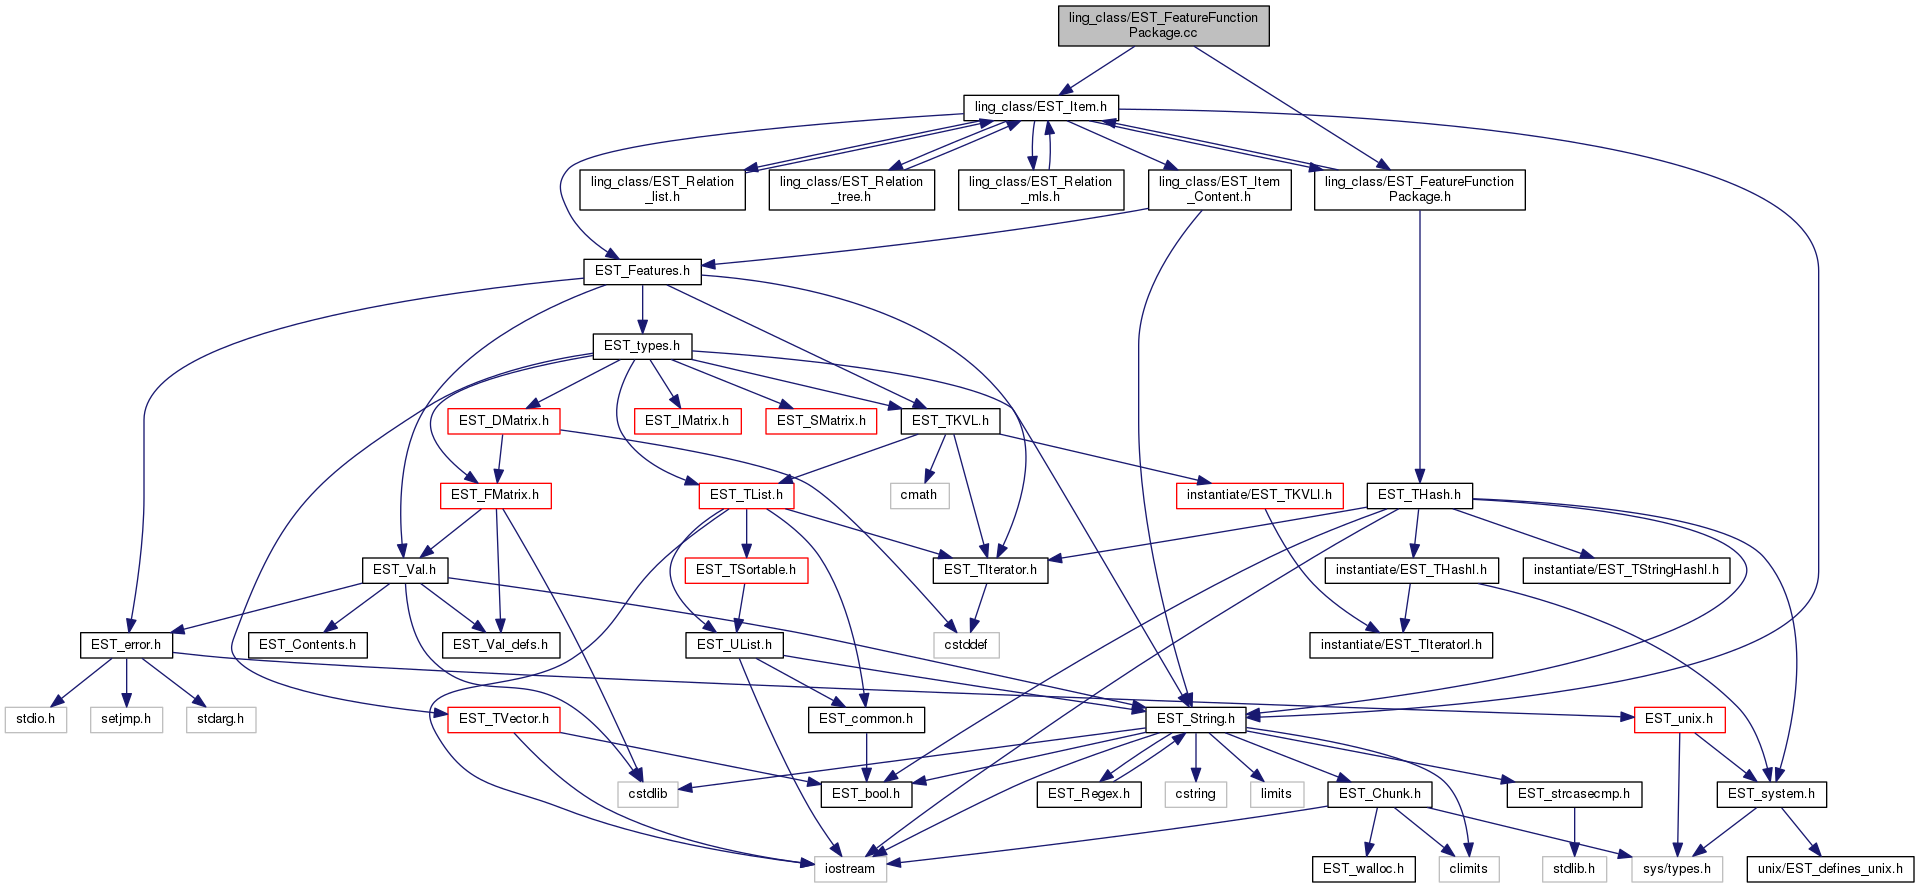 ling_class/EST_FeatureFunction
Package.cc
ling_class/EST_Item.h
ling_class/EST_Relation
_list.h
ling_class/EST_Relation
_tree.h
ling_class/EST_Relation
_mls.h
ling_class/EST_Item
_Content.h
ling_class/EST_FeatureFunction
Package.h
EST_Features.h
EST_types.h
EST_DMatrix.h
EST_IMatrix.h
EST_SMatrix.h
EST_TKVL.h
EST_FMatrix.h
EST_TList.h
cmath
instantiate/EST_TKVLI.h
EST_THash.h
EST_Val.h
EST_TSortable.h
EST_TIterator.h
instantiate/EST_THashI.h
instantiate/EST_TStringHashI.h
EST_error.h
EST_Contents.h
EST_Val_defs.h
EST_UList.h
cstddef
instantiate/EST_TIteratorI.h
stdio.h
setjmp.h
stdarg.h
EST_TVector.h
EST_common.h
EST_String.h
EST_unix.h
cstdlib
EST_bool.h
EST_Regex.h
cstring
limits
EST_Chunk.h
EST_strcasecmp.h
EST_system.h
iostream
EST_walloc.h
climits
stdlib.h
sys/types.h
unix/EST_defines_unix.h